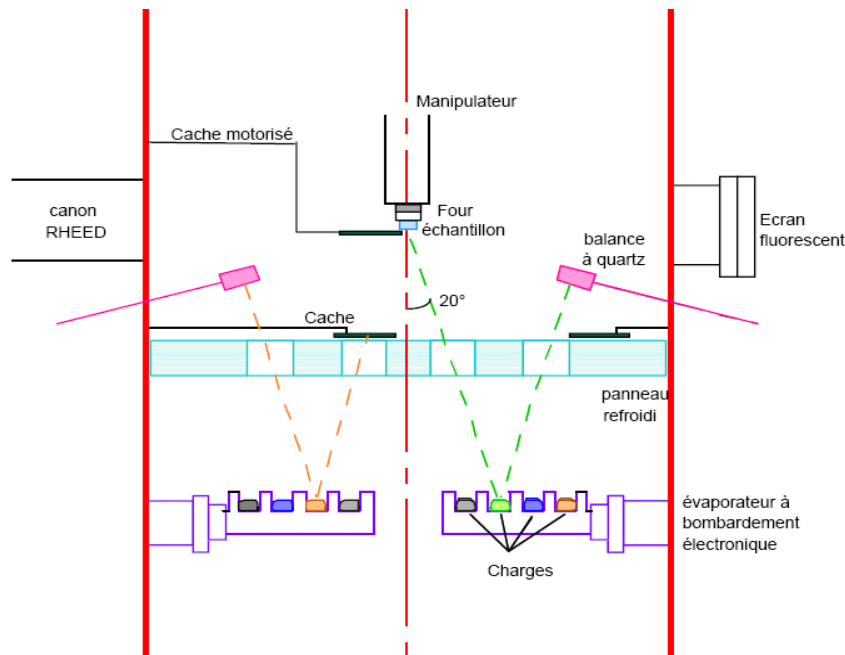 Manipulateur
Cache motorisé
canon
RHEED
Four
échantillon
Ecran
fluorescent
balance
à quartz
20°
Cache
panneau
refroidi
évaporateur à
bombardement
électronique
Charges